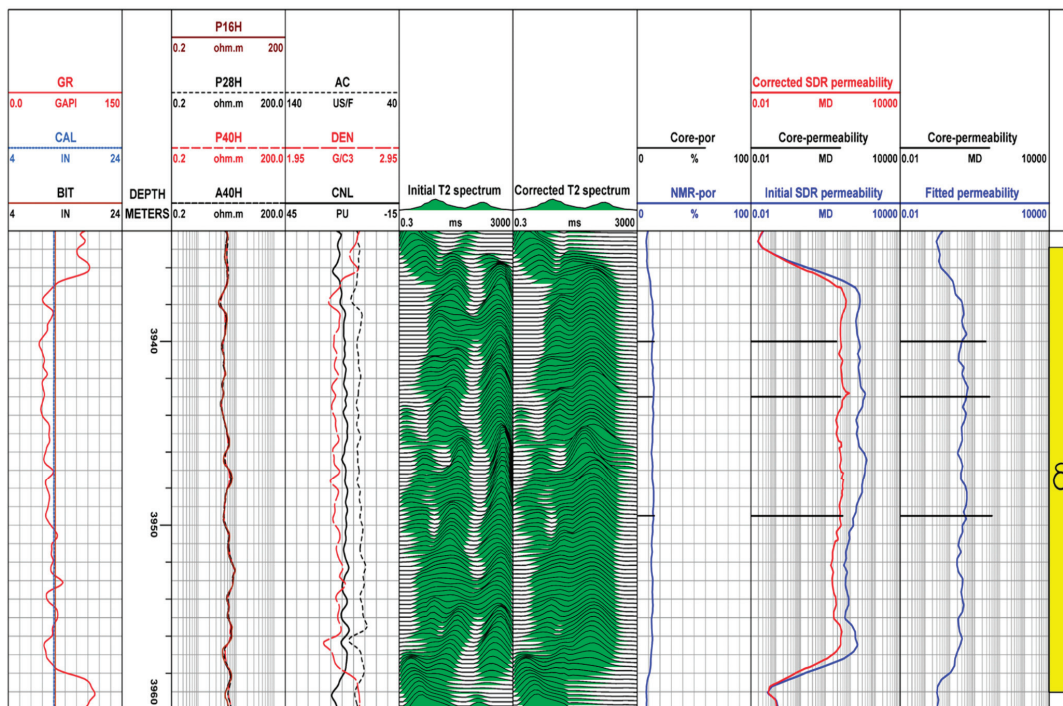 P16H
0.2 ohm.m 200
GR
P28H
AC
Corrected SDR permeability
0.0 GAPI 150
0.2 ohm.m 200.0
140 US/F 40
0.01 MD 10000
CAL
P40H
DEN
Core-por
Core-permeability
Core-permeability
4 IN 24
0.2 ohm.m 200.0
1.95 G/C3 2.95
0 % 100
0.01 MD 10000
0.01 MD 10000
BIT
DEPTH
A40H
CNL
Initial T2 spectrum
Corrected T2 spectrum
NMR-por
Initial SDR permeability
Fitted permeability
4 IN 24
METERS
0.2 ohm.m 200.0
45 PU -15
0.3 ms 3000
0.3 ms 3000
0 % 100
0.01 MD 10000
0.01 MD 10000
3940
3950
3960
8